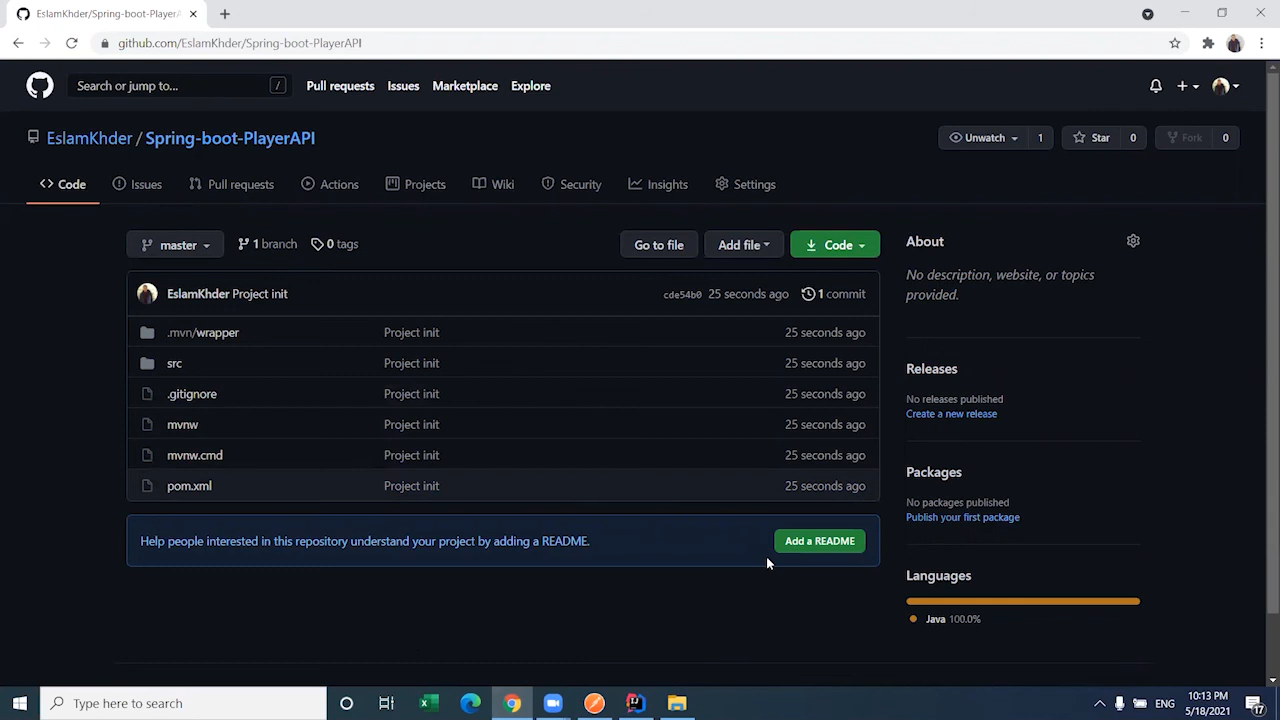 EslamKhder/Spring-boot-PlayerA
github.com/EslamKhder/Spring-boot-PlayerAPI
Search or jump to... / Pull requests Issues Marketplace Explore
EslamKhder / Spring-boot-PlayerAPI Unwatch 1 Star 0 Fork 0
Code Issues Pull requests Actions Projects Wiki Security Insights Settings
master 1 branch 0 tags Go to file Add file Code
About
No description, website, or topics
provided.
EslamKhder Project init cde54b0 25 seconds ago 1 commit
.mvn/wrapper Project init 25 seconds ago
src Project init 25 seconds ago
.gitignore Project init 25 seconds ago
mvnw Project init 25 seconds ago
mvnw.cmd Project init 25 seconds ago
pom.xml Project init 25 seconds ago
Releases
No releases published
Create a new release
Packages
No packages published
Publish your first package
Help people interested in this repository understand your project by adding a README. Add a README
Languages
Java 100.0%
Type here to search
ENG
10:13 PM
5/18/2021
17